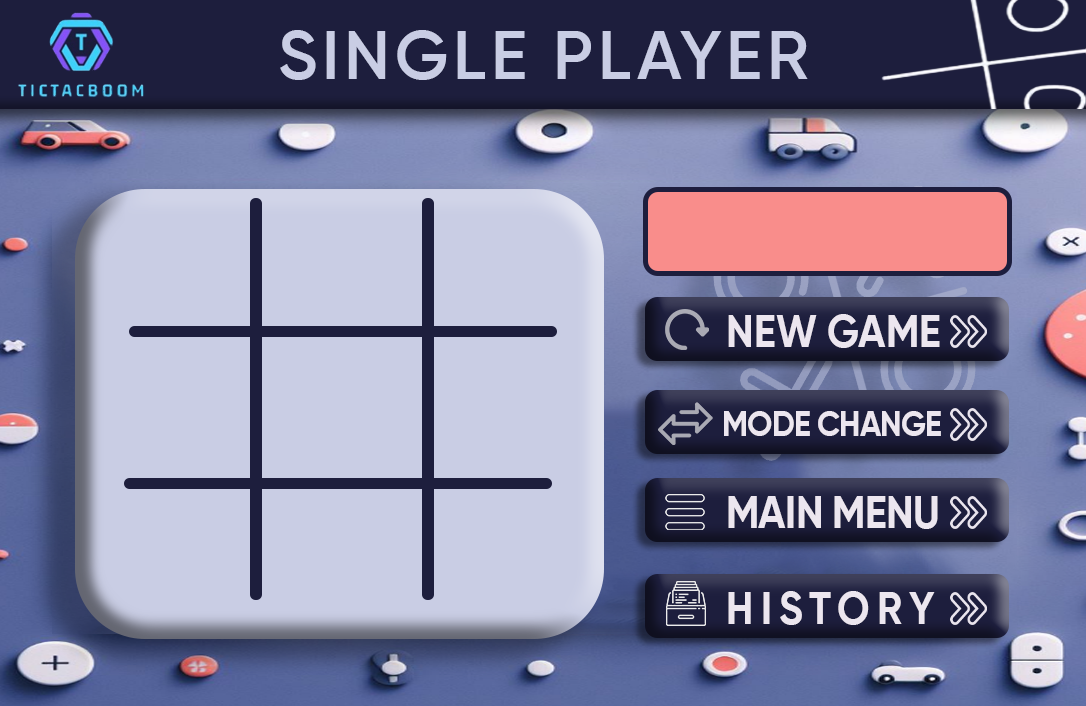 T
TICTACBOOM
SINGLE PLAYER
NEW GAME
MODE CHANGE
MAIN MENU
HISTORY